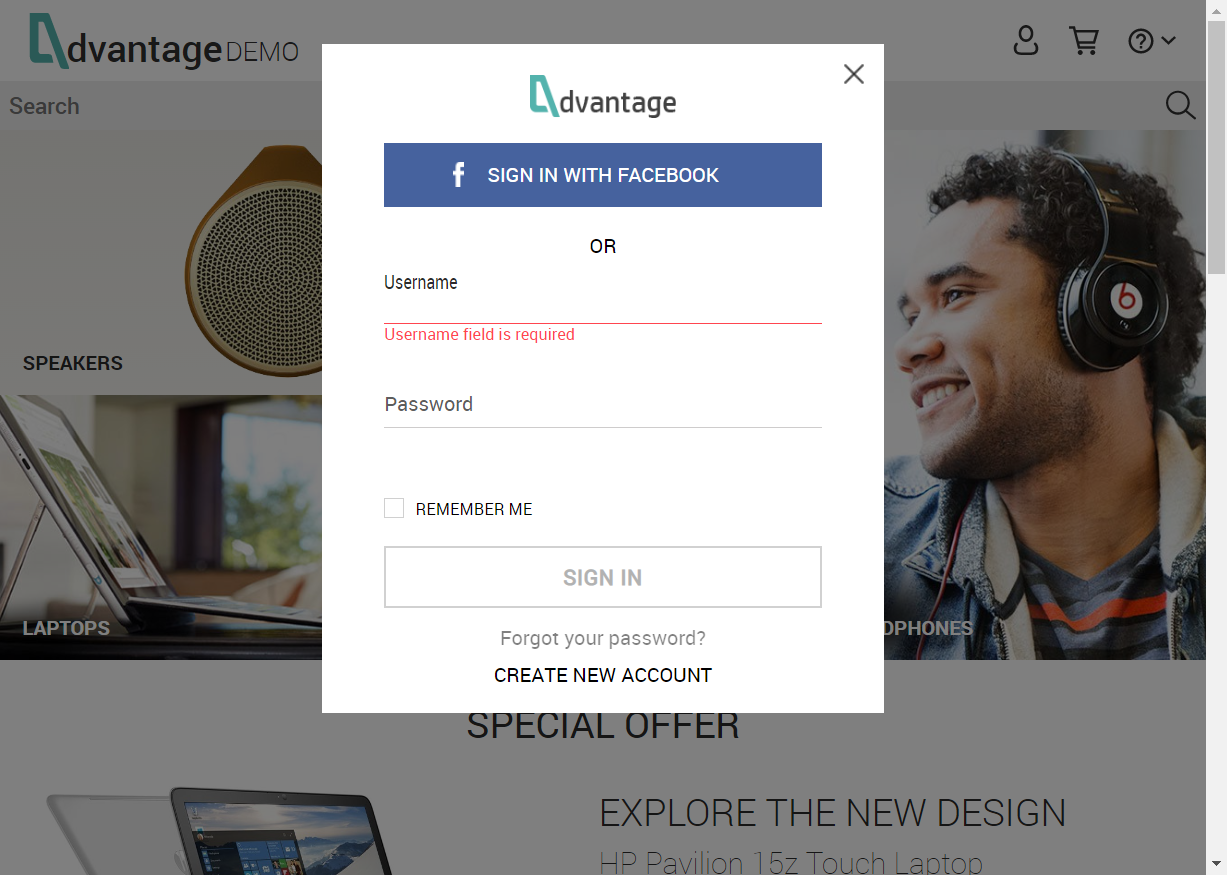 dvantage DEMO
Search
dvantage
SIGN IN WITH FACEBOOK
OR
Username
Username field is required
SPEAKERS
Password
REMEMBER ME
SIGN IN
LAPTOPS
DPHONES
Forgot your password?
CREATE NEW ACCOUNT
SPECIAL OFFER
EXPLORE THE NEW DESIGN
HP Pavilion 15z Touch Laptop